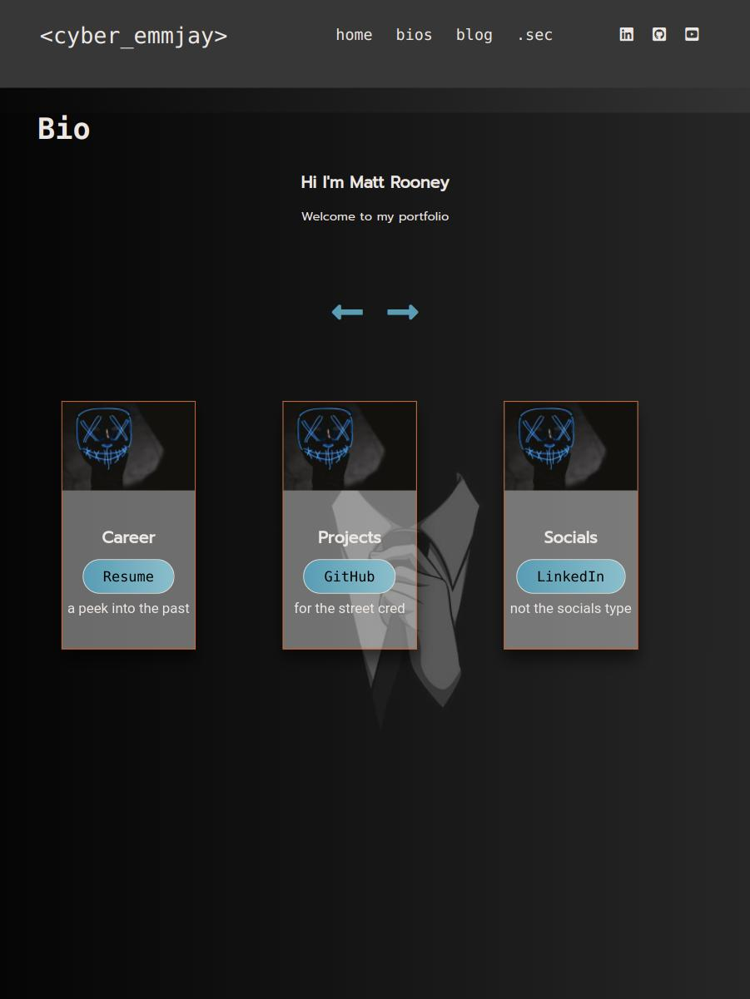 <cyber_emmjay>
home bios blog .sec
Bio
Hi I'm Matt Rooney
Welcome to my portfolio
Career
Resume
a peek into the past
Projects
GitHub
for the street cred
Socials
LinkedIn
not the socials type